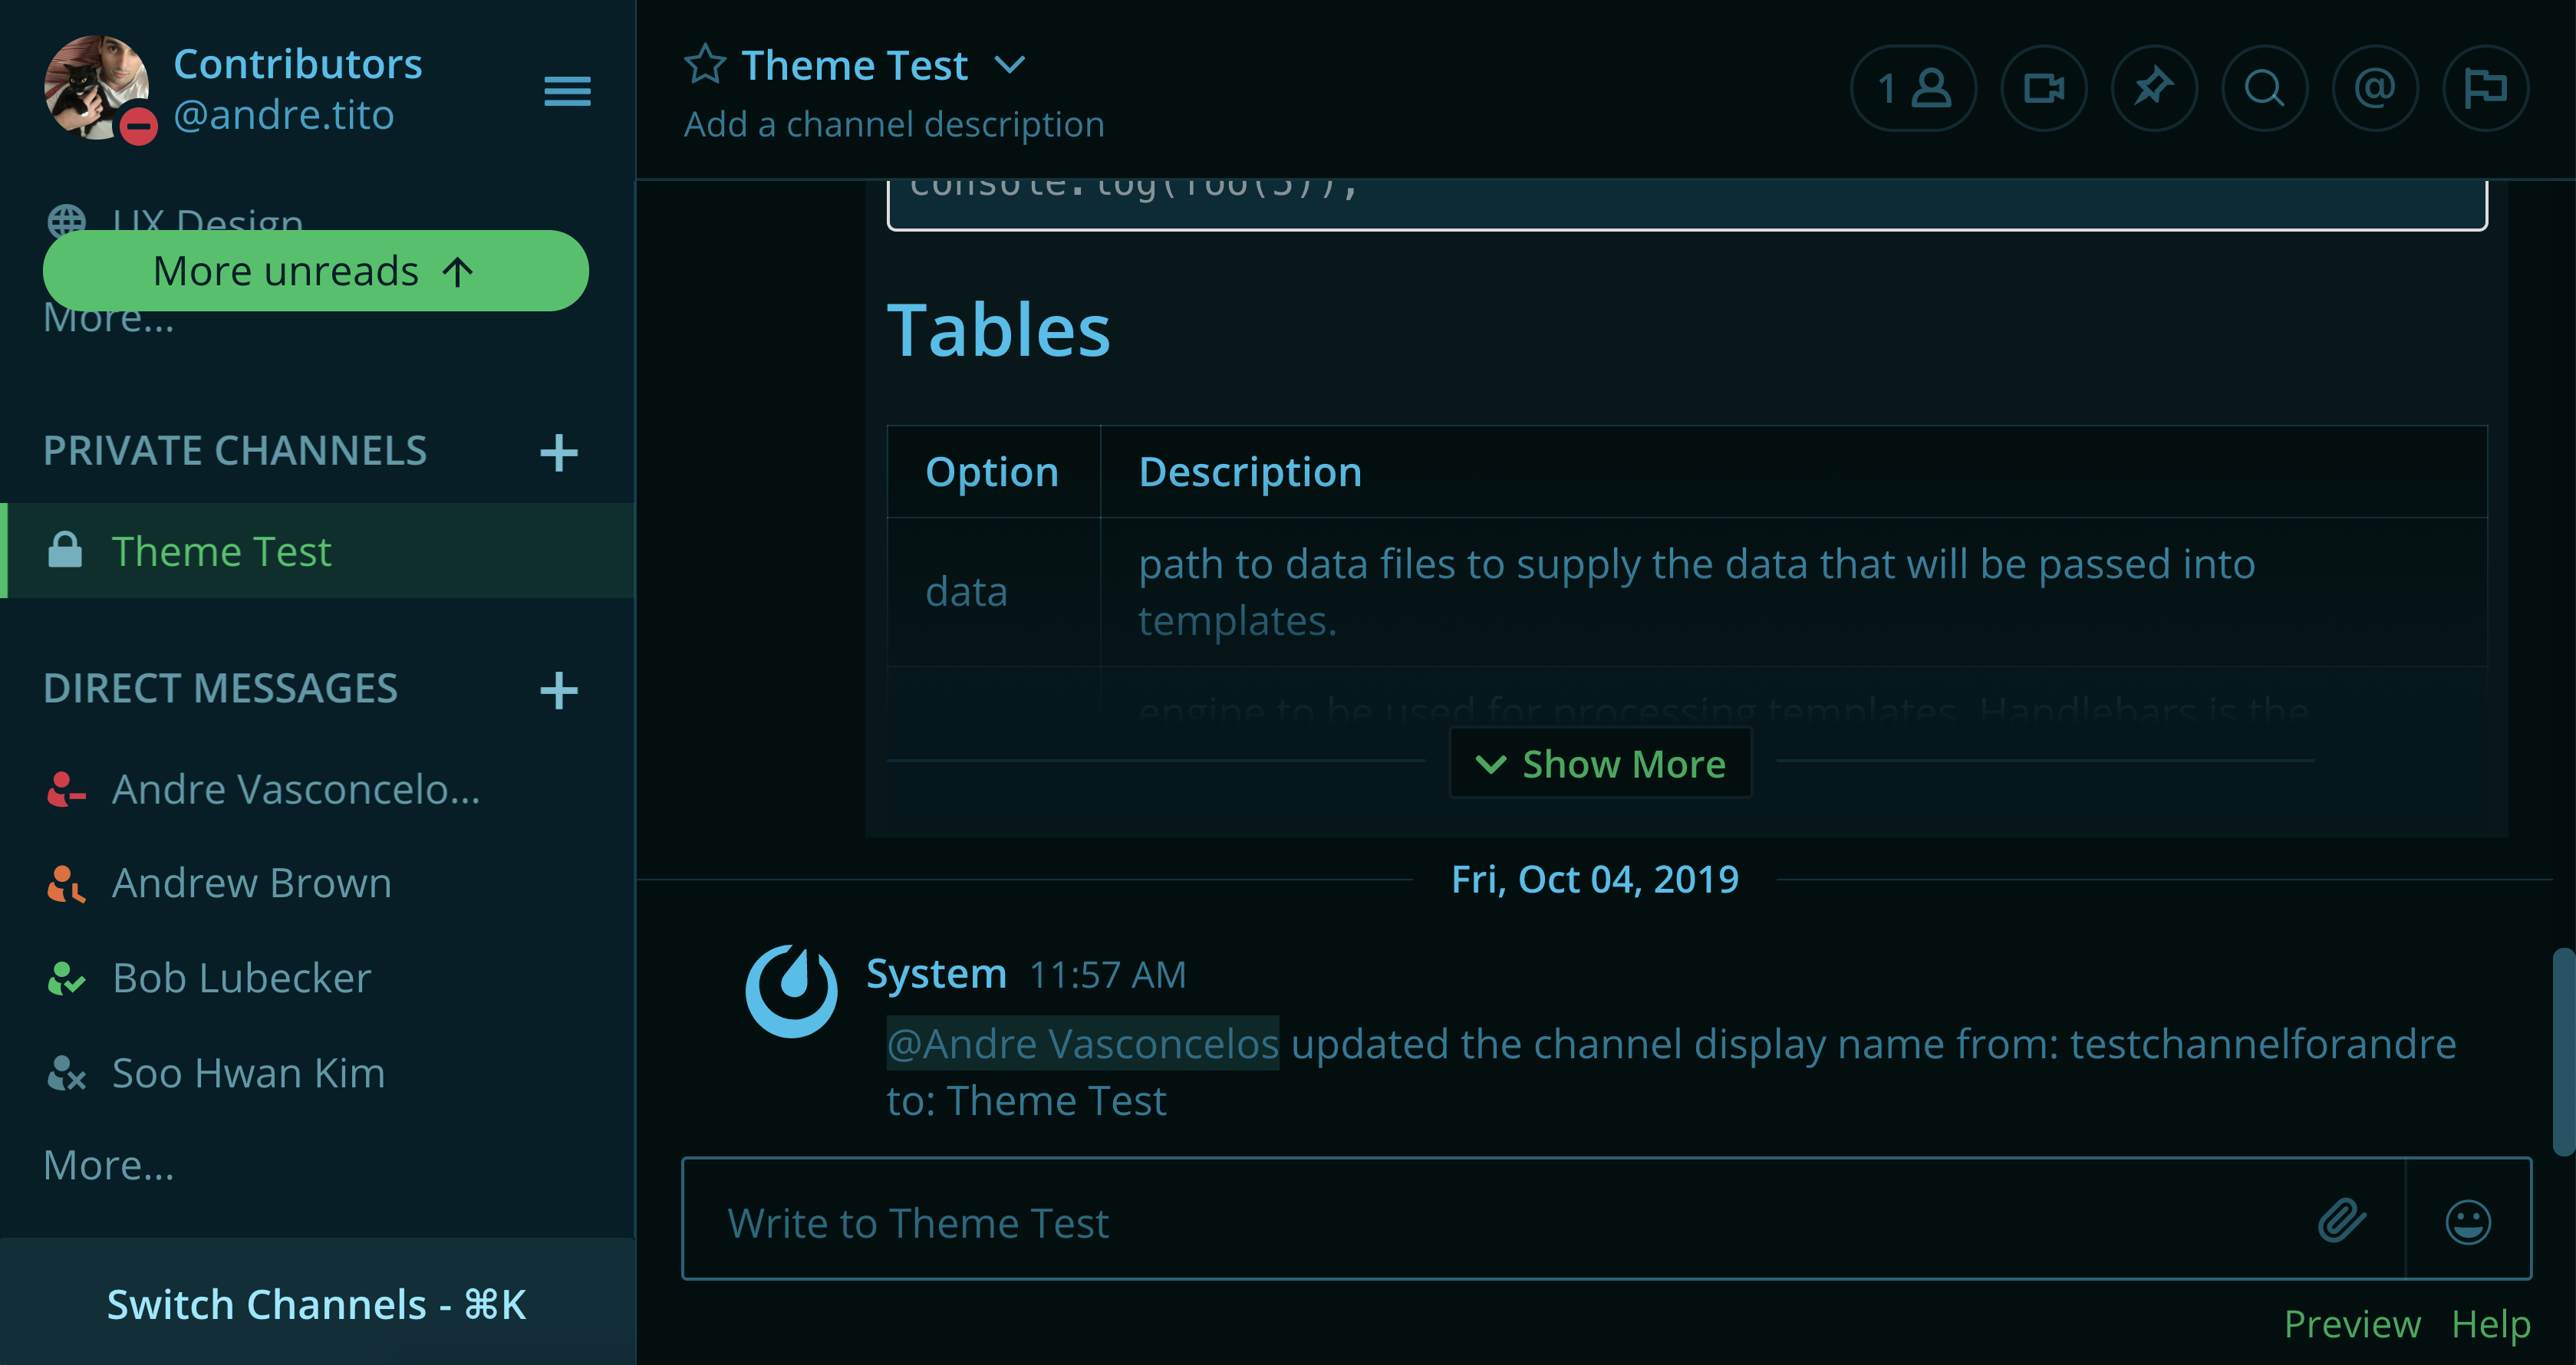 Contributors
@andre.tito
UX Design
More unreads ↑
More...
PRIVATE CHANNELS +
Theme Test
DIRECT MESSAGES +
Andre Vasconcelo...
Andrew Brown
Bob Lubecker
Soo Hwan Kim
More...
Switch Channels - ⌘K
Theme Test
Add a channel description
1
@
console.log(foo(5));
Tables
Option Description
data
path to data files to supply the data that will be passed into
templates.
engine to be used for processing templates. Handlebars is the
Show More
Fri, Oct 04, 2019
System 11:57 AM
@Andre Vasconcelos updated the channel display name from: testchannelforandre
to: Theme Test
Write to Theme Test
Preview Help